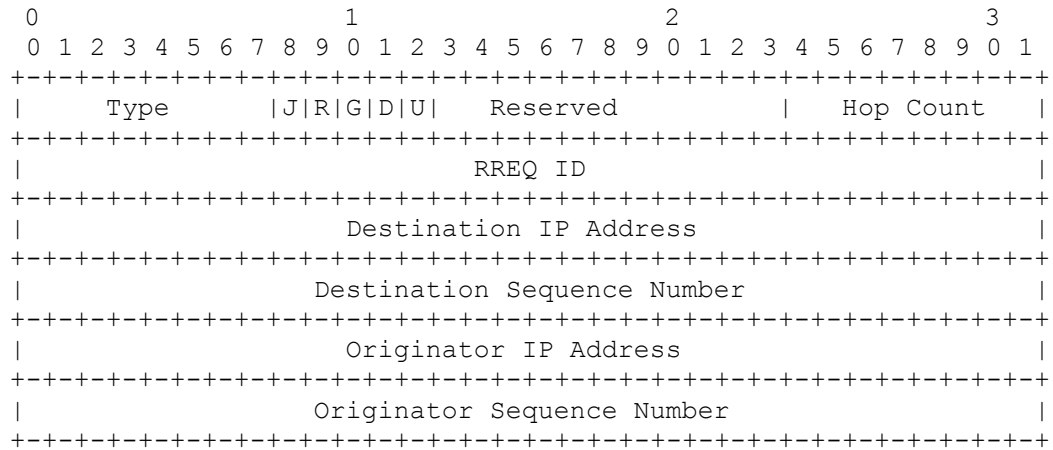 0                   1                   2                   3
 0 1 2 3 4 5 6 7 8 9 0 1 2 3 4 5 6 7 8 9 0 1 2 3 4 5 6 7 8 9 0 1
+-+-+-+-+-+-+-+-+-+-+-+-+-+-+-+-+-+-+-+-+-+-+-+-+-+-+-+-+-+-+-+-+
|     Type      |J|R|G|D|U|   Reserved          |   Hop Count   |
+-+-+-+-+-+-+-+-+-+-+-+-+-+-+-+-+-+-+-+-+-+-+-+-+-+-+-+-+-+-+-+-+
|                            RREQ ID                            |
+-+-+-+-+-+-+-+-+-+-+-+-+-+-+-+-+-+-+-+-+-+-+-+-+-+-+-+-+-+-+-+-+
|                    Destination IP Address                     |
+-+-+-+-+-+-+-+-+-+-+-+-+-+-+-+-+-+-+-+-+-+-+-+-+-+-+-+-+-+-+-+-+
|                  Destination Sequence Number                  |
+-+-+-+-+-+-+-+-+-+-+-+-+-+-+-+-+-+-+-+-+-+-+-+-+-+-+-+-+-+-+-+-+
|                    Originator IP Address                      |
+-+-+-+-+-+-+-+-+-+-+-+-+-+-+-+-+-+-+-+-+-+-+-+-+-+-+-+-+-+-+-+-+
|                  Originator Sequence Number                   |
+-+-+-+-+-+-+-+-+-+-+-+-+-+-+-+-+-+-+-+-+-+-+-+-+-+-+-+-+-+-+-+-+